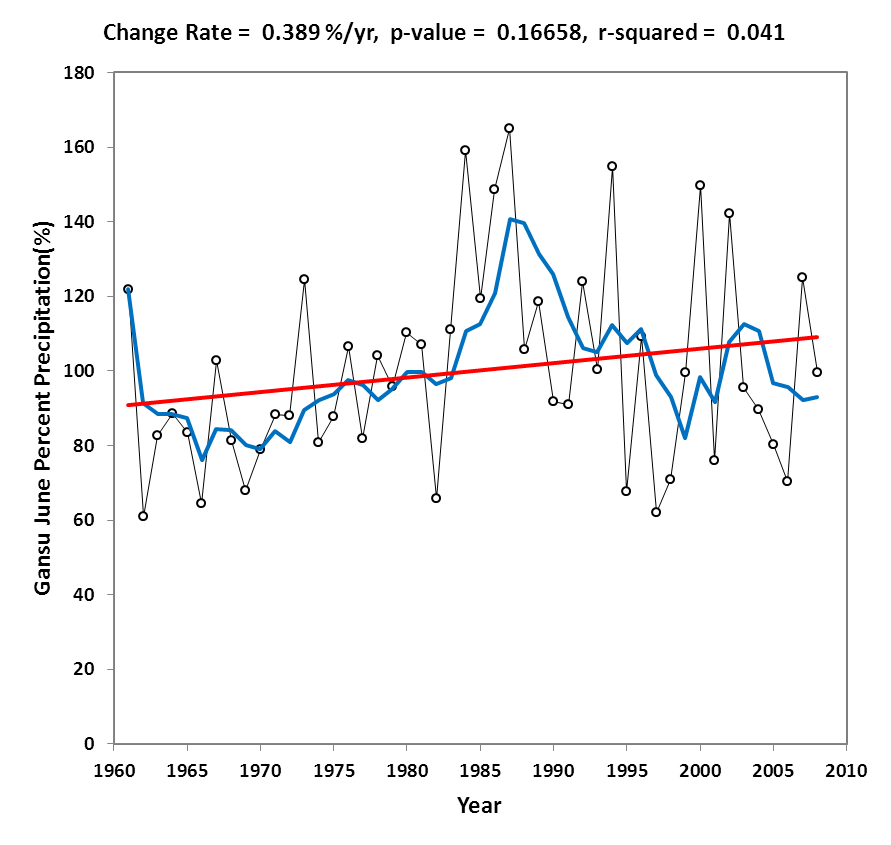 Change Rate = 0.389 %/yr, p-value = 0.16658, r-squared = 0.041
Gansu June Percent Precipitation(%)
180
160
140
120
100
80
60
40
20
0
1960 1965 1970 1975 1980 1985 1990 1995 2000 2005 2010
Year